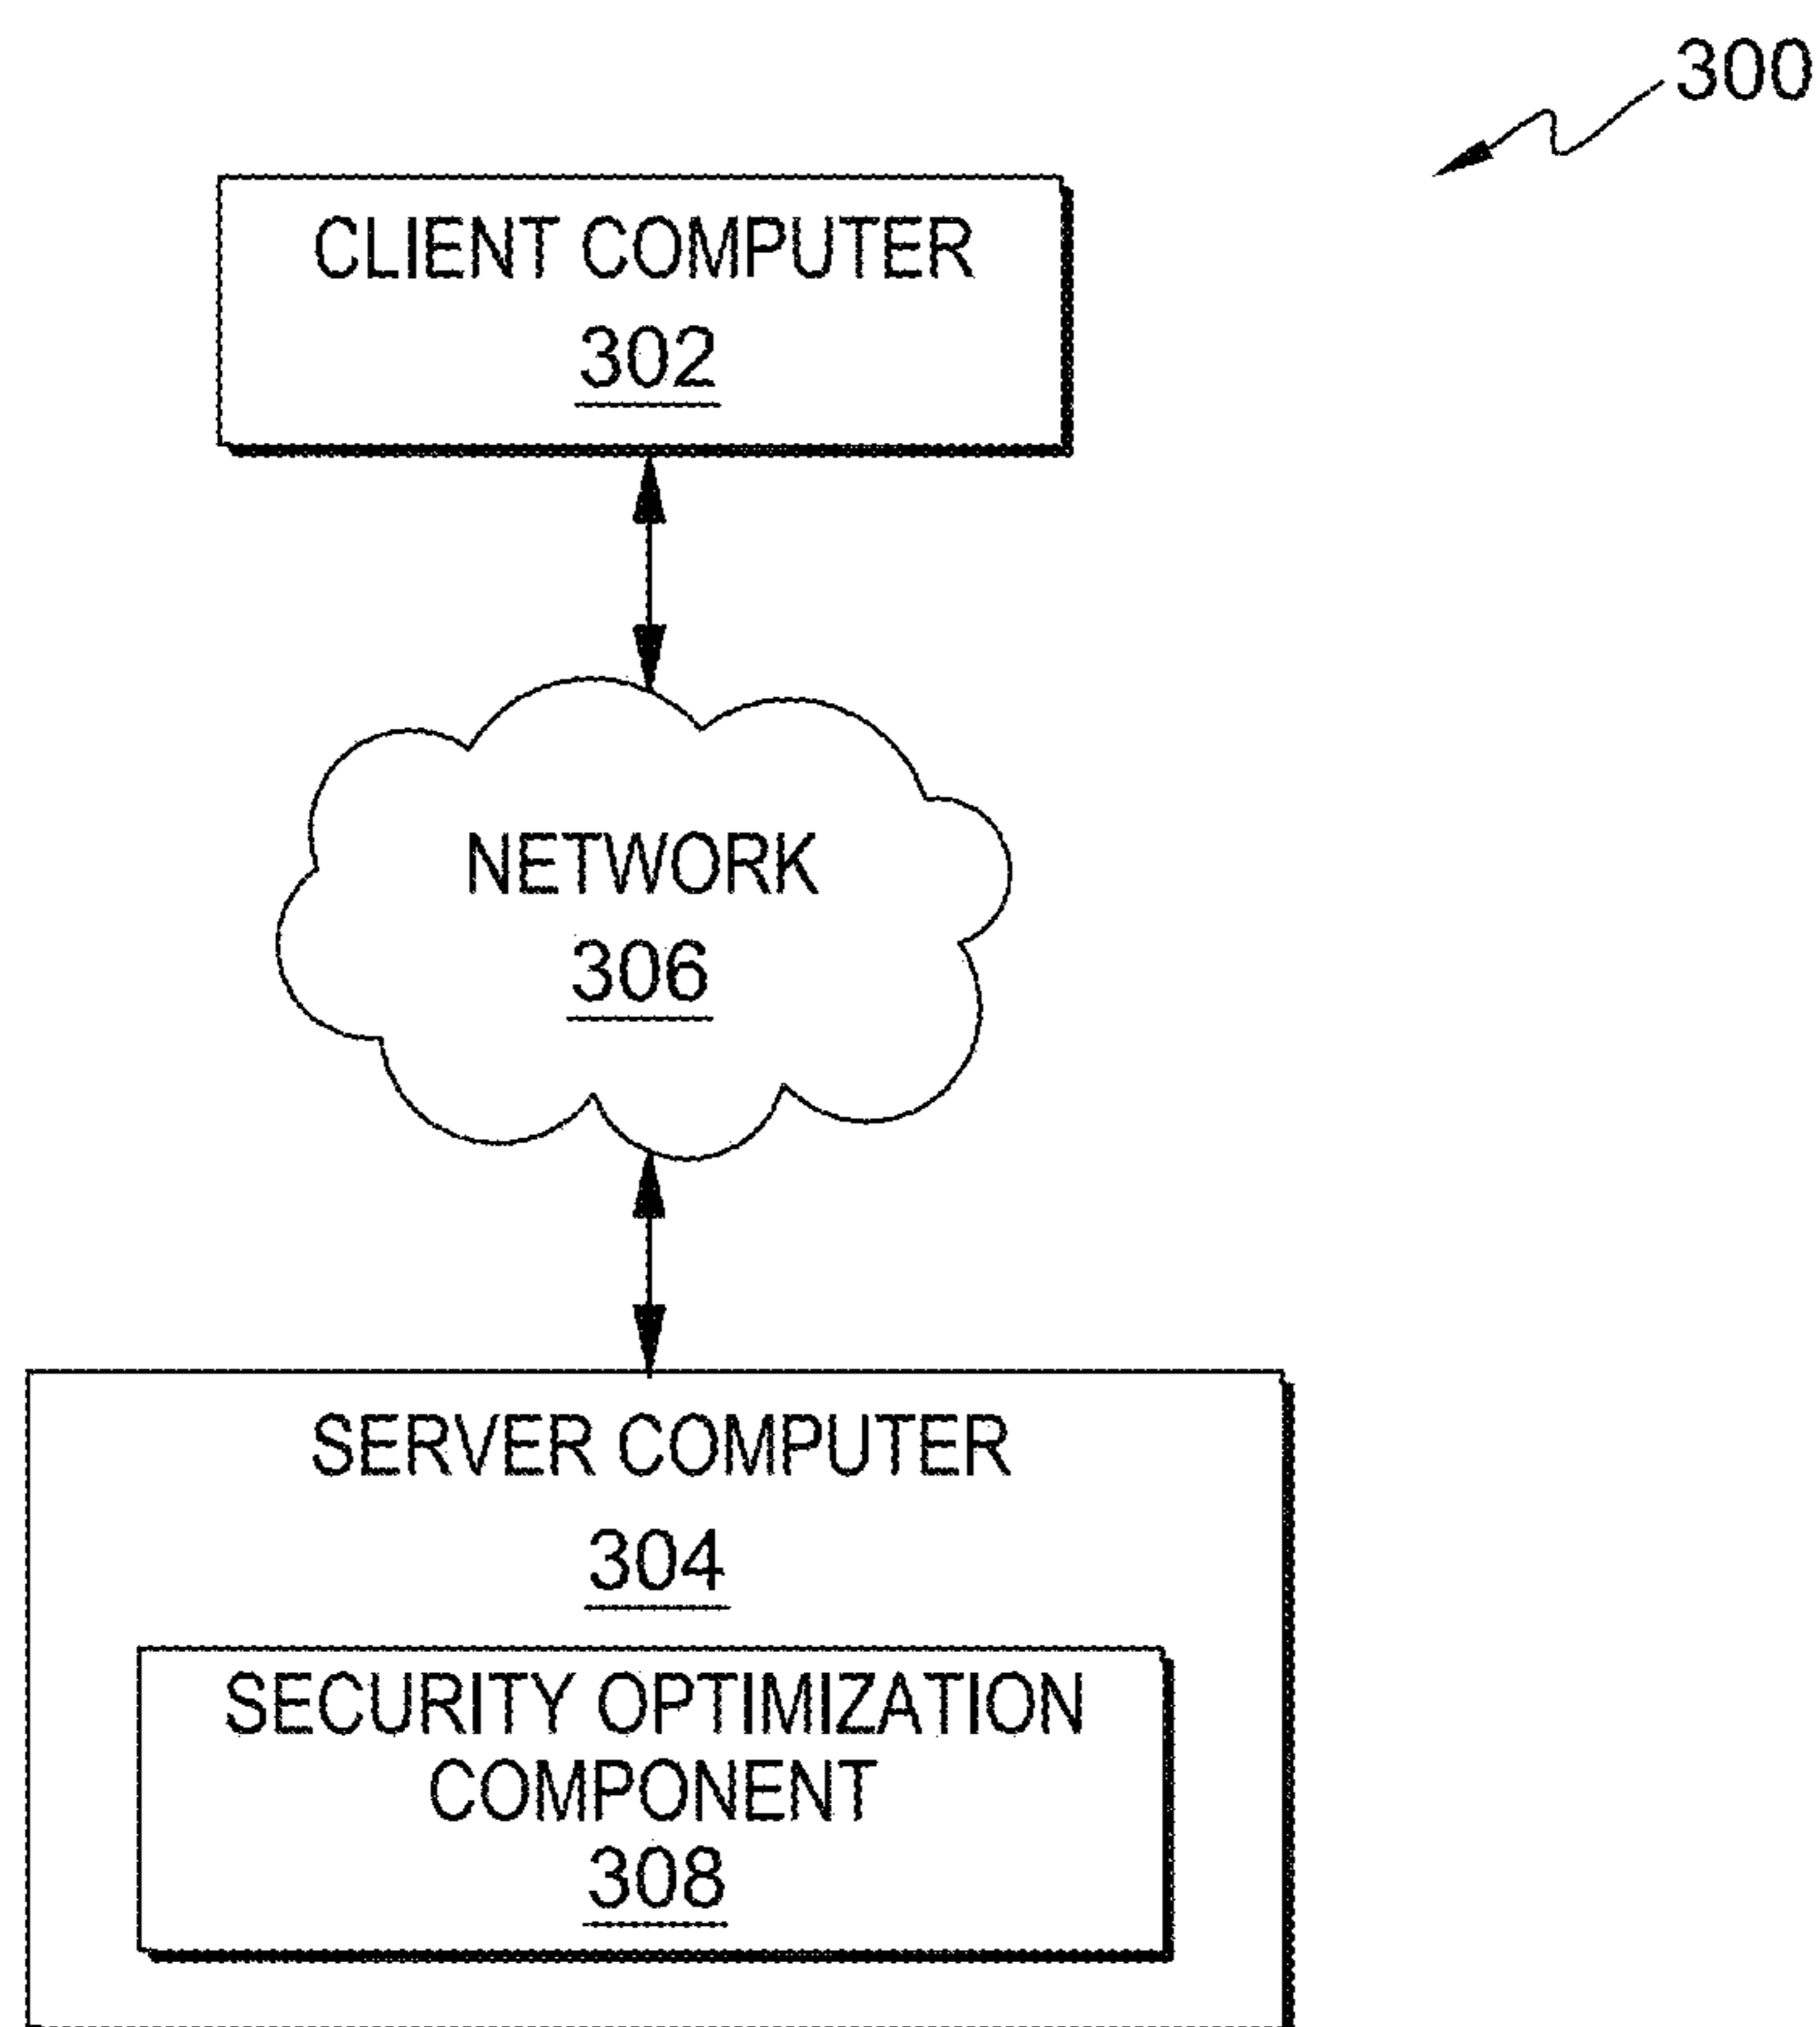 300
CLIENT COMPUTER
302
NETWORK
306
SERVER COMPUTER
304
SECURITY OPTIMIZATION
COMPONENT
308